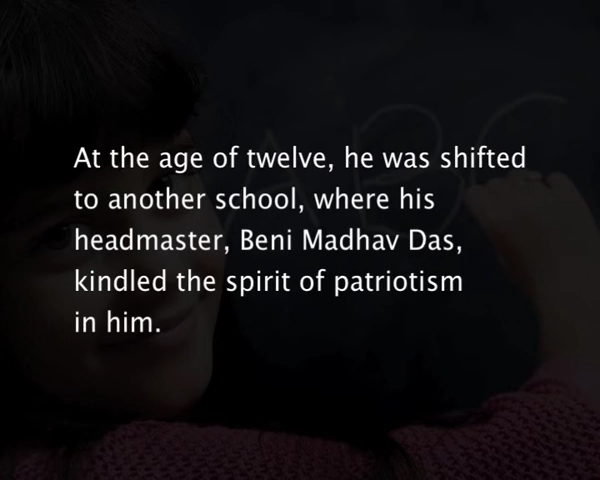 At the age of twelve, he was shifted
to another school, where his
headmaster, Beni Madhav Das,
kindled the spirit of patriotism
in him.
ABC